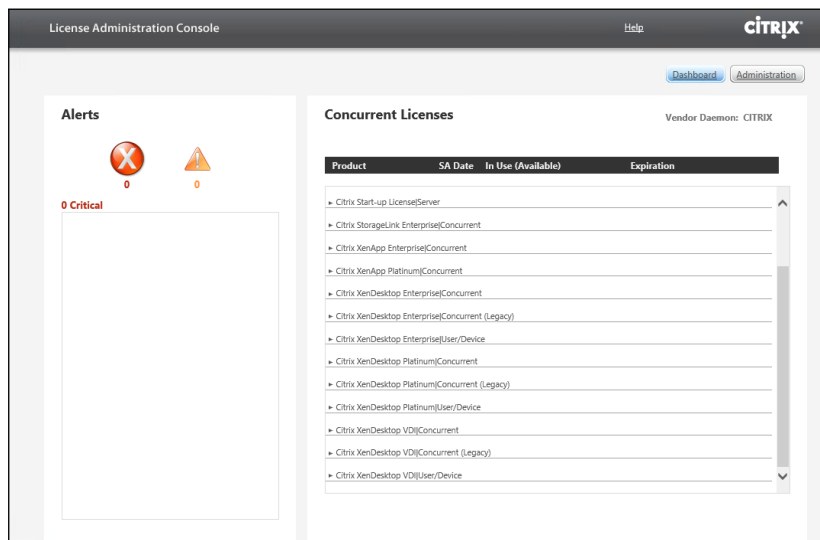 License Administration Console
Help
CİTRIX
Dashboard
Administration
Alerts
0
0
0 Critical
Concurrent Licenses
Vendor Daemon: CITRIX
Product SA Date In Use (Available) Expiration
Citrix Start-up License|Server
Citrix StorageLink Enterprise|Concurrent
Citrix XenApp Enterprise|Concurrent
Citrix XenApp Platinum|Concurrent
Citrix XenDesktop Enterprise|Concurrent
Citrix XenDesktop Enterprise|Concurrent (Legacy)
Citrix XenDesktop Enterprise|User/Device
Citrix XenDesktop Platinum|Concurrent
Citrix XenDesktop Platinum|Concurrent (Legacy)
Citrix XenDesktop Platinum|User/Device
Citrix XenDesktop VDI|Concurrent
Citrix XenDesktop VDI|Concurrent (Legacy)
Citrix XenDesktop VDI|User/Device